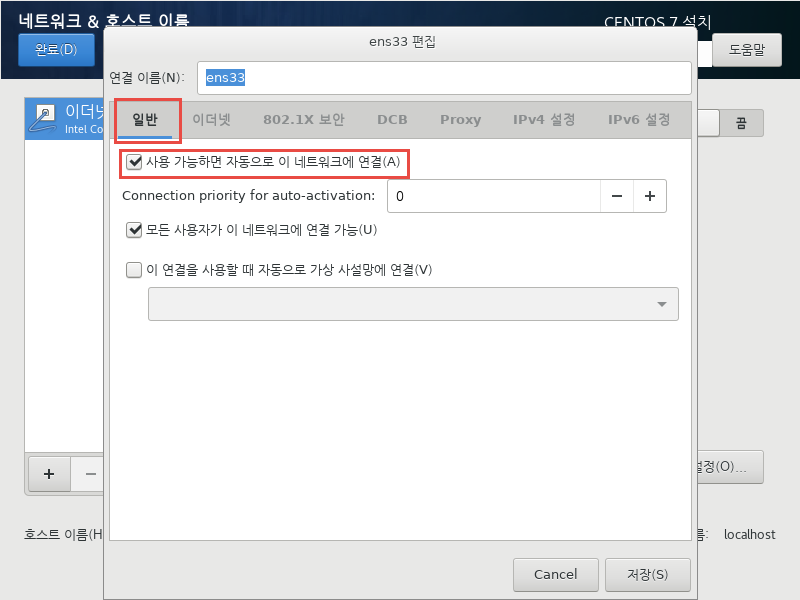 네트워크 & 호스트 이름
CENTOS 7 설치
완료(D)
도움말
ens33 편집
연결 이름(N):
ens33
이더넷
Intel Co
일반
이더넷
802.1X 보안
DCB
Proxy
IPv4 설정
IPv6 설정
끔
사용 가능하면 자동으로 이 네트워크에 연결(A)
Connection priority for auto-activation:
0
− +
모든 사용자가 이 네트워크에 연결 가능(U)
이 연결을 사용할 때 자동으로 가상 사설망에 연결(V)
+ −
설정(O)...
호스트 이름(H
름:
localhost
Cancel
저장(S)